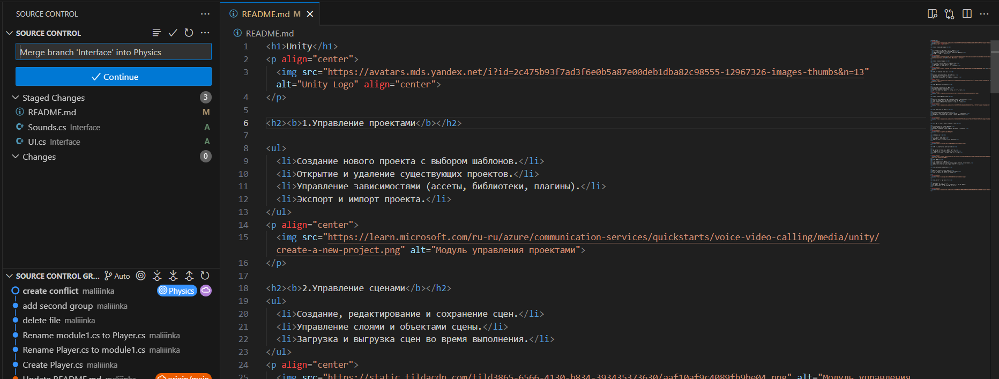 SOURCE CONTROL
SOURCE CONTROL
Merge branch 'Interface' into Physics
Continue
Staged Changes 3
README.md M
Sounds.cs Interface A
UI.cs Interface A
Changes 0
SOURCE CONTROL GR... Auto
create conflict maliiinka Physics
add second group maliiinka
delete file maliiinka
Rename module1.cs to Player.cs maliiinka
Rename Player.cs to module1.cs maliiinka
Create Player.cs maliiinka
Update README.md maliiinka origin/main
README.md M
README.md
1 <h1>Unity</h1>
2 <p align="center">
3 <img src="https://avatars.mds.yandex.net/i?id=2c475b93f7ad3f6e0b5a87e00deb1dba82c98555-12967326-images-thumbs&n=13"
alt="Unity Logo" align="center">
4 </p>
5
6 <h2><b>1.Управление проектами</b></h2>
7
8 <ul>
9 <li>Создание нового проекта с выбором шаблонов.</li>
10 <li>Открытие и удаление существующих проектов.</li>
11 <li>Управление зависимостями (ассеты, библиотеки, плагины).</li>
12 <li>Экспорт и импорт проекта.</li>
13 </ul>
14 <p align="center">
15 <img src="https://learn.microsoft.com/ru-ru/azure/communication-services/quickstarts/voice-video-calling/media/unity/
create-a-new-project.png" alt="Модуль управления проектами">
16 </p>
17
18 <h2><b>2.Управление сценами</b></h2>
19 <ul>
20 <li>Создание, редактирование и сохранение сцен.</li>
21 <li>Управление слоями и объектами сцены.</li>
22 <li>Загрузка и выгрузка сцен во время выполнения.</li>
23 </ul>
24 <p align="center">
25 <img src="https://static.tildacdn.com/tild3865-6566-4130-b834-393435373630/aaf10af9c4089fb9be04.png" alt="Модуль управления